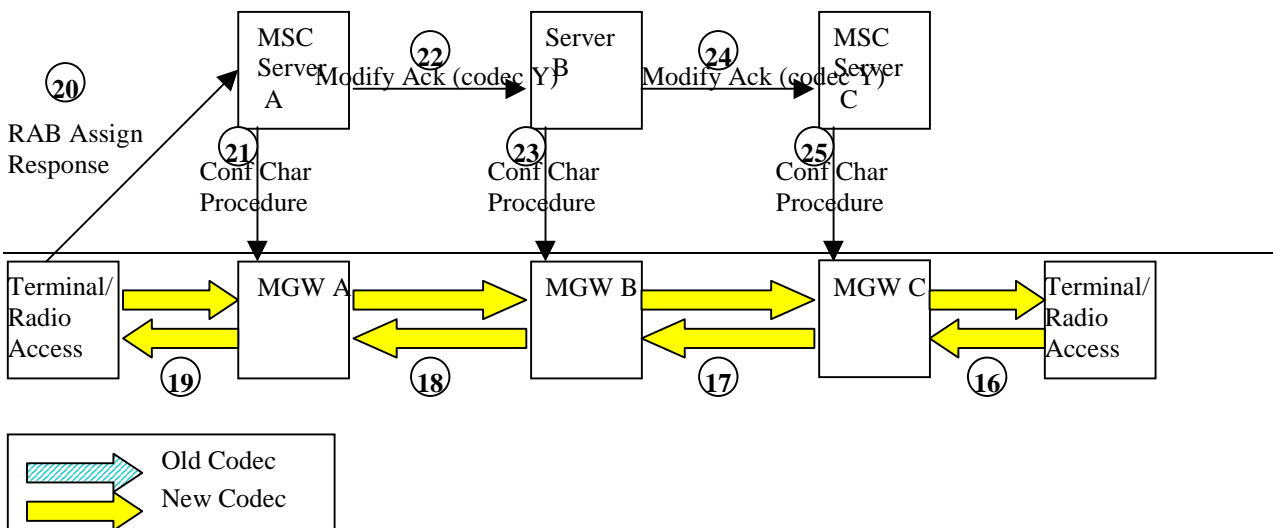 MSC
Server
A
22
Server
B
24
MSC
Server
C
20
Modify Ack (codec Y)
Modify Ack (codec Y)
RAB Assign
Response
21
23
25
Conf Char
Procedure
Conf Char
Procedure
Conf Char
Procedure
Terminal/
Radio
Access
MGW A
MGW B
MGW C
Terminal/
Radio
Access
19
18
17
16
Old Codec
New Codec